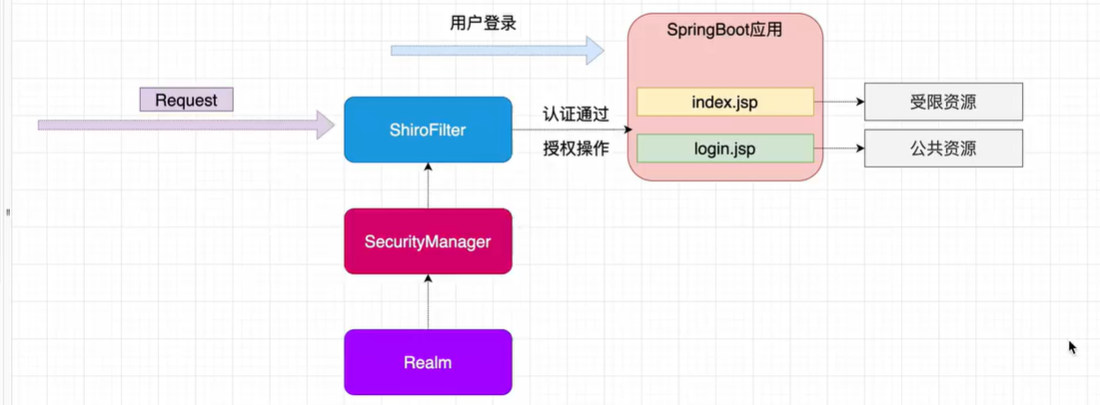 用户登录
SpringBoot应用
Request
index.jsp
受限资源
ShiroFilter
认证通过
授权操作
login.jsp
公共资源
SecurityManager
Realm